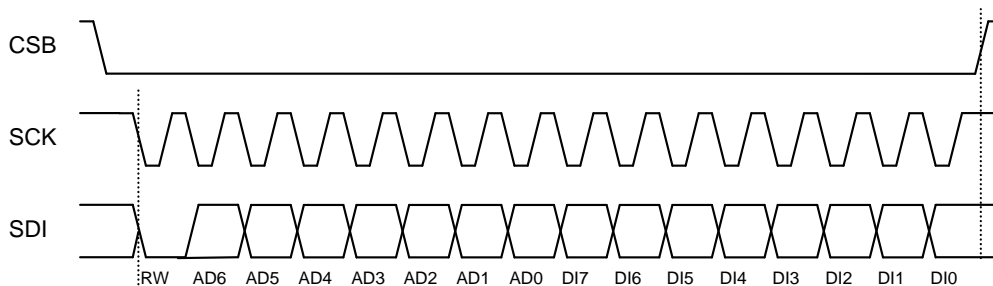 CSB
SCK
SDI
RW AD6 AD5 AD4 AD3 AD2 AD1 AD0 DI7 DI6 DI5 DI4 DI3 DI2 DI1 DI0